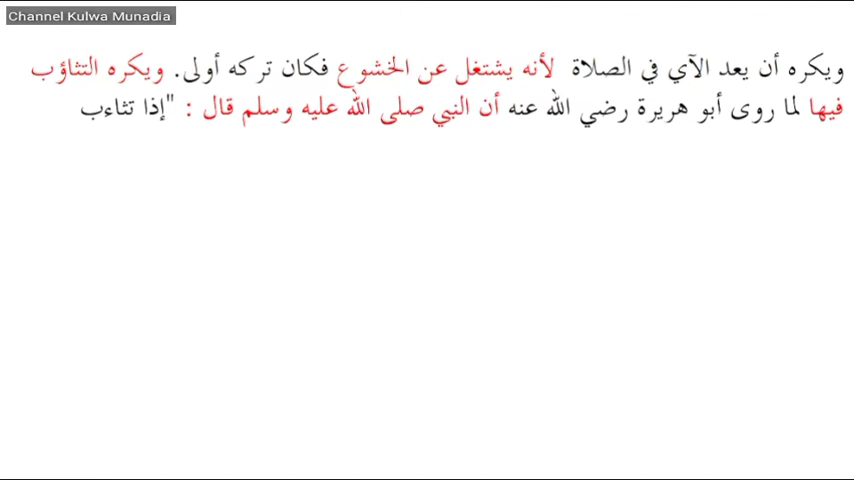 Channel Kulwa Munadia
ويكره أن يعد الآي في الصلاة لأنه يشتغل عن الخشوع فكان تركه أولى. ويكره التثاؤب
فيها لما روى أبو هريرة رضي الله عنه أن النبي صلى الله عليه وسلم قال : "إذا تثاءب